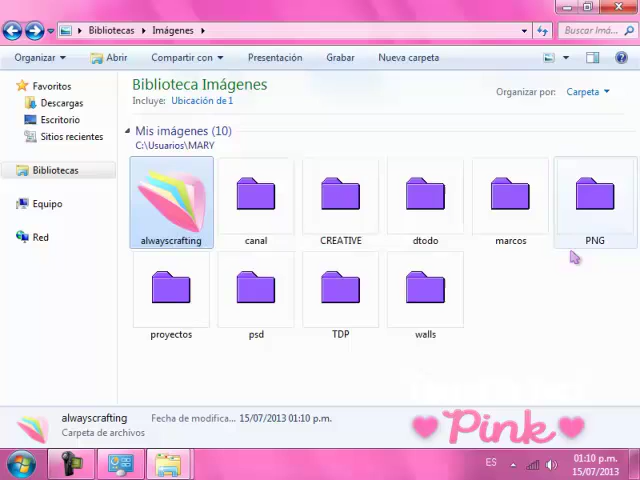 Bibliotecas Imágenes
Buscar Imá...
Organizar Abrir Compartir con Presentación Grabar Nueva carpeta
Favoritos
Descargas
Escritorio
Sitios recientes
Bibliotecas
Equipo
Red
Biblioteca Imágenes
Incluye: Ubicación de 1
Organizar por: Carpeta
Mis imágenes (10)
C:\Usuarios\MARY
alwayscrafting canal CREATIVE dtodo marcos PNG
proyectos psd TDP walls
alwayscrafting Fecha de modifica... 15/07/2013 01:10 p.m.
Carpeta de archivos
Pink
ES
01:10 p.m.
15/07/2013